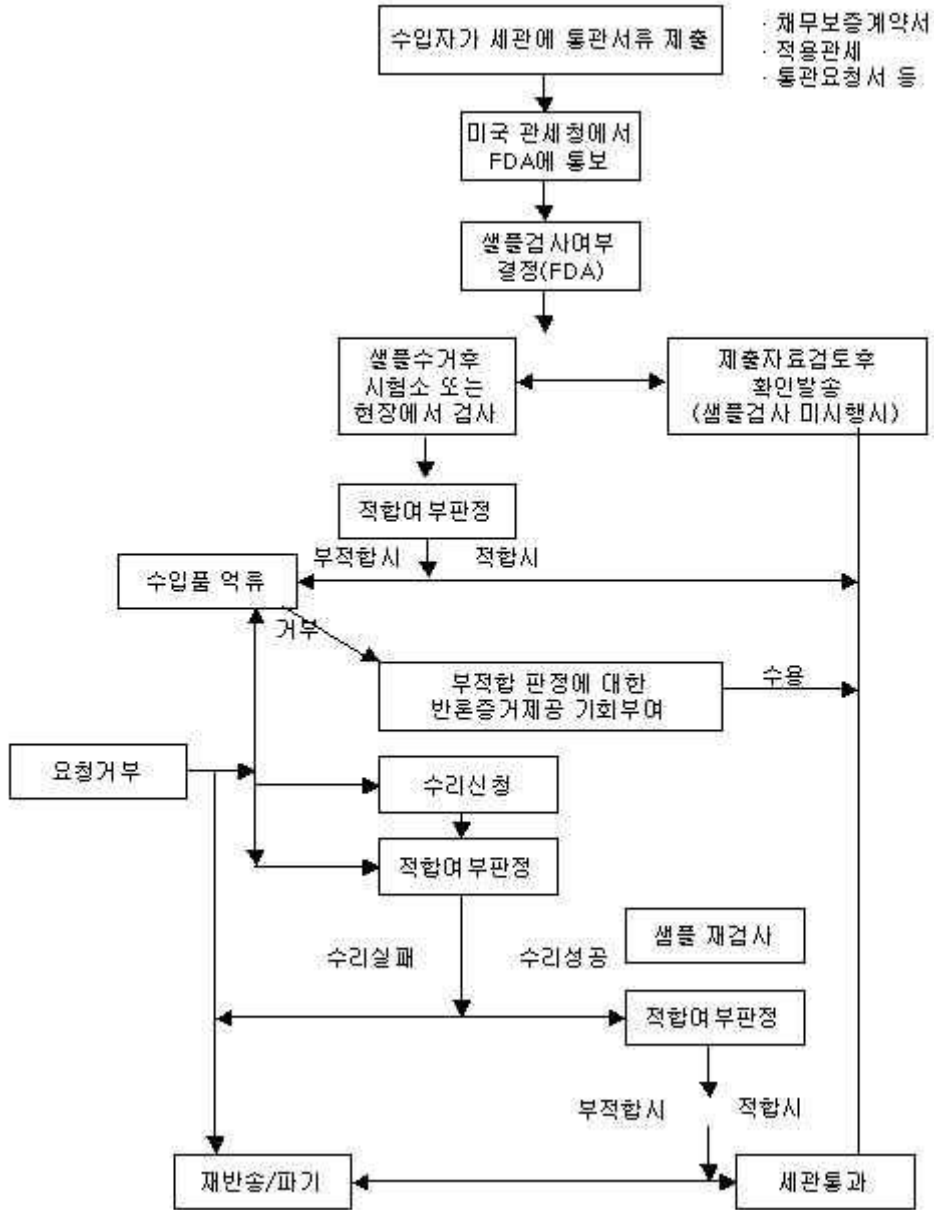 수입자가 세관에 통관서류 제출
· 채무보증계약서
· 적용관세
· 통관요청서 등
미국 관세청에서
FDA에 통보
샘플검사여부
결정(FDA)
샘플수거후
시험소 또는
현장에서 검사
제출자료검토후
확인발송
(샘플검사 미시행시)
적합여부판정
부적합시
적합시
수입품 억류
거부
부적합 판정에 대한
반론증거제공 기회부여
수용
요청거부
수리신청
적합여부판정
샘플 재검사
수리실패
수리성공
적합여부판정
부적합시
적합시
재반송/파기
세관통과